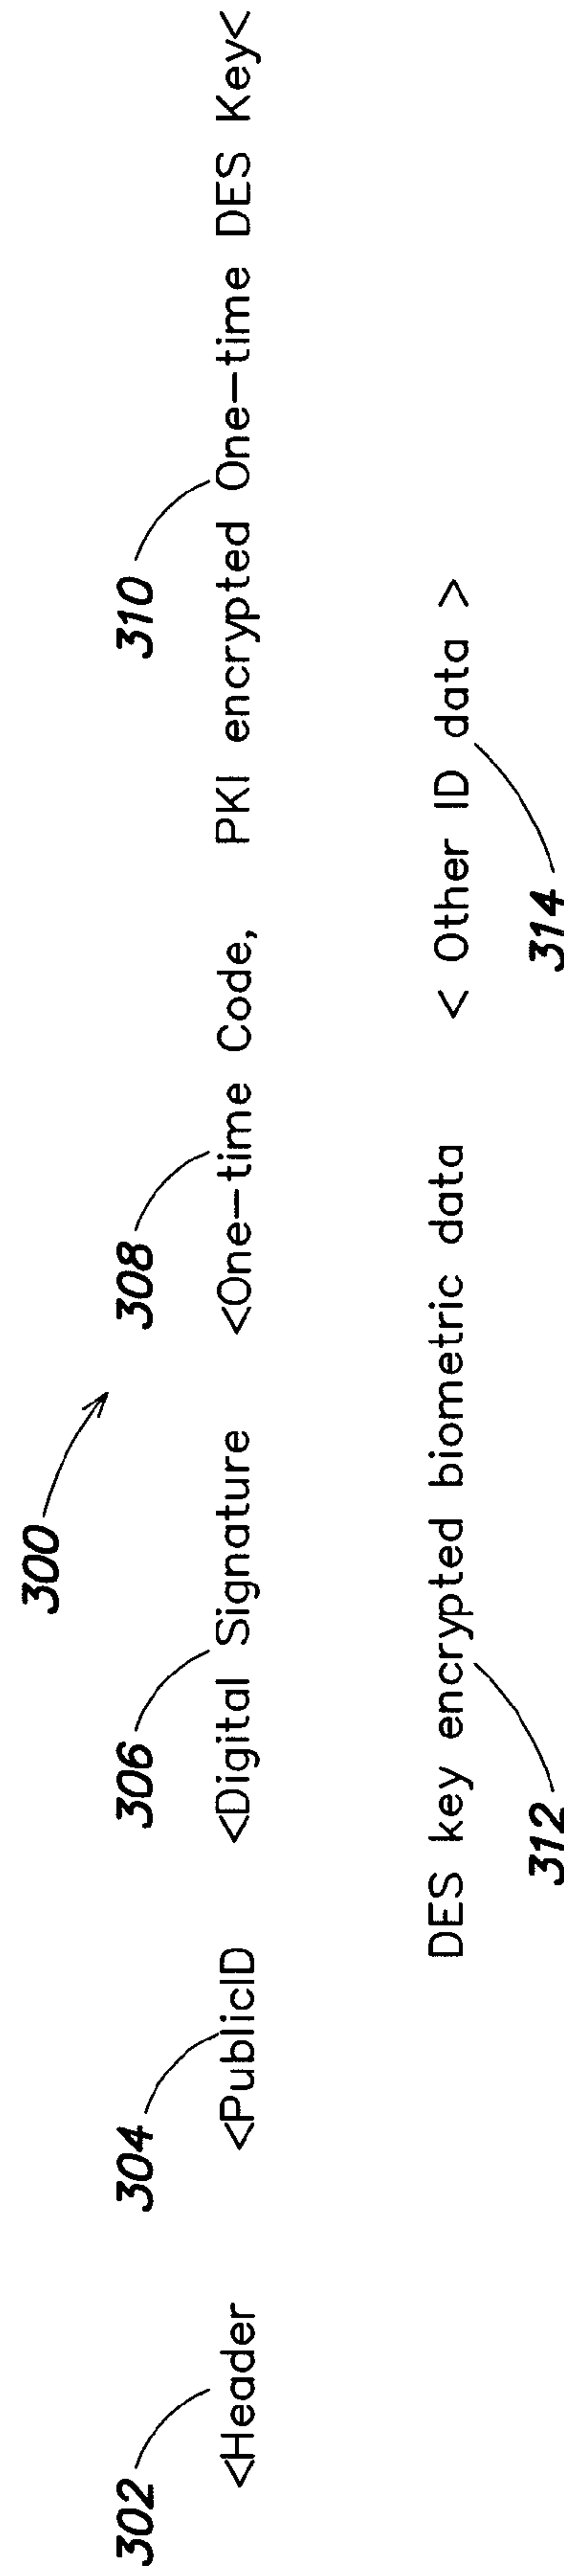 300
302 304 306 308 310
<Header <PublicID <Digital Signature <One-time Code, PKI encrypted One-time DES Key<
DES key encrypted biometric data < Other ID data >
312 314